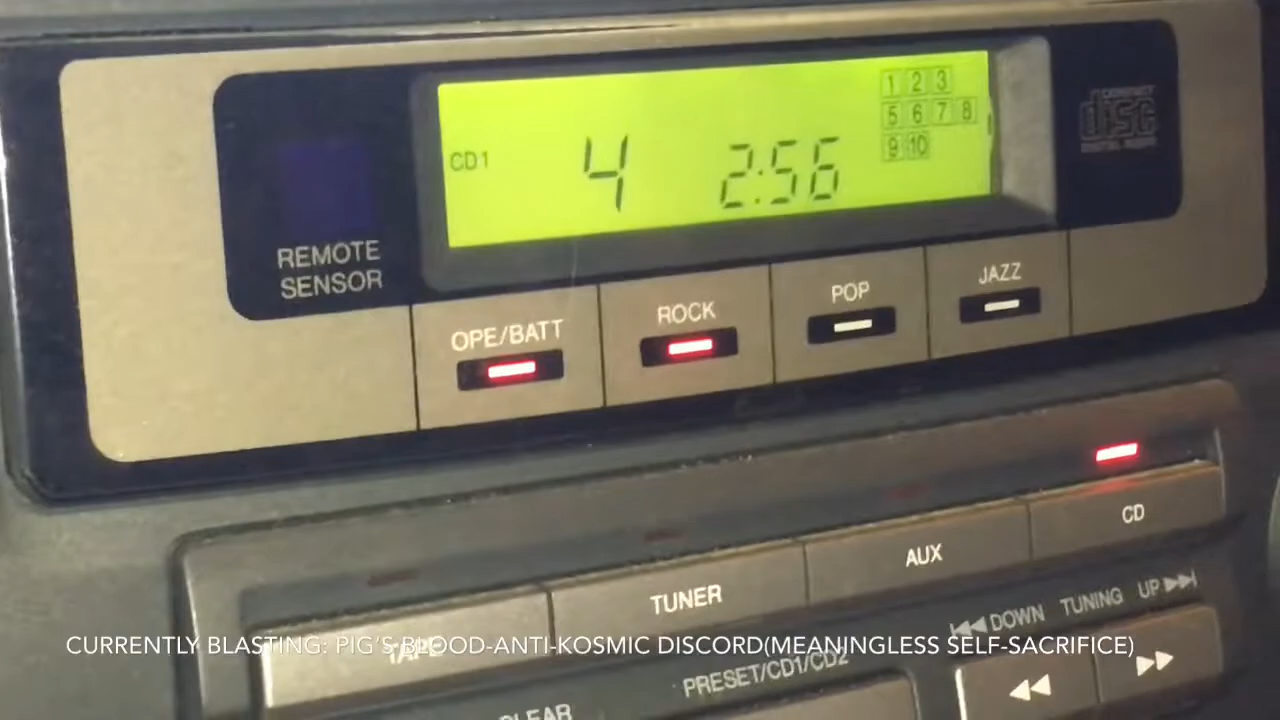 CD1 4 2:56
1 2 3
5 6 7 8
9 10
COMPACT
disc
DIGITAL AUDIO
REMOTE
SENSOR
OPE/BATT
ROCK
POP
JAZZ
CD
AUX
TUNER
TAPE
DOWN TUNING UP
CURRENTLY BLASTING: PIG'S BLOOD-ANTI-KOSMIC DISCORD(MEANINGLESS SELF-SACRIFICE)
PRESET/CD1/CD2
CLEAR